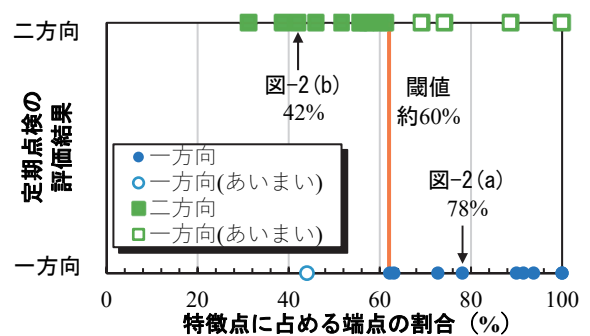 二方向
一方向
定期点検の
評価結果
図-2(b)
42%
閾値
約60%
図-2(a)
78%
一方向
一方向(あいまい)
二方向
一方向(あいまい)
0
20
40
60
80
100
特徴点に占める端点の割合（%）